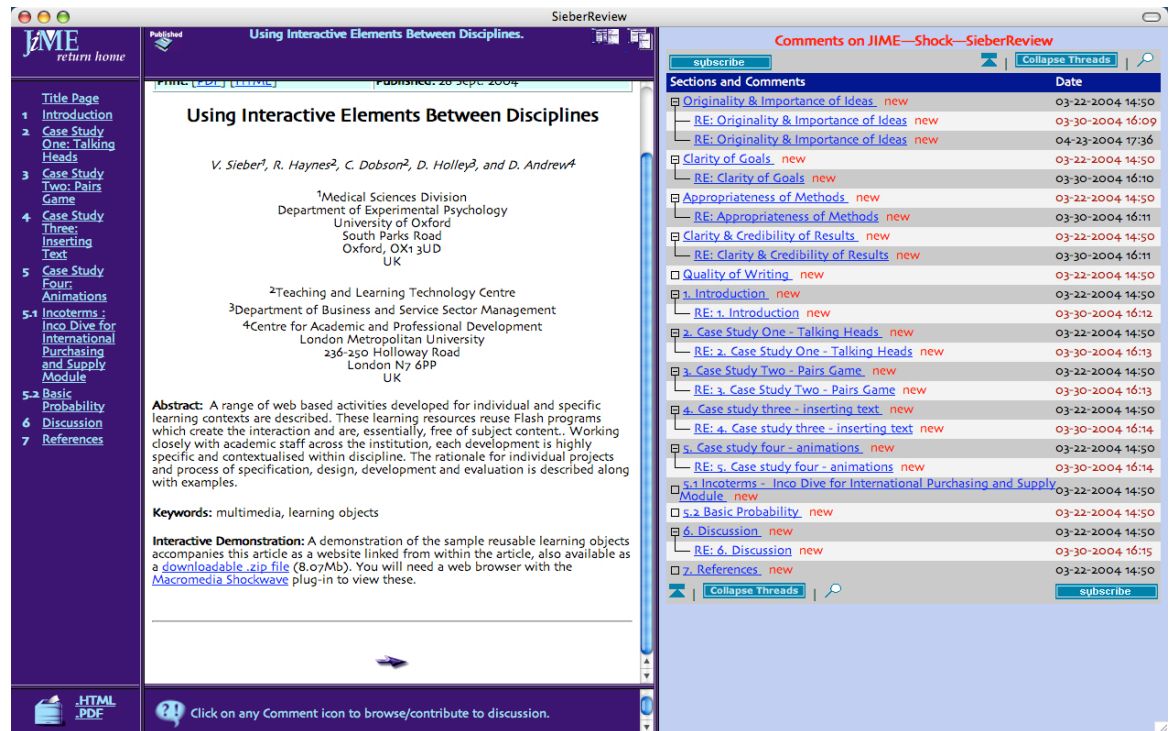 SieberReview
JiME
return home
Title Page
1 Introduction
2 Case Study
One: Talking
Heads
3 Case Study
Two: Pairs
Game
4 Case Study
Three:
Inserting
Text
5 Case Study
Four:
Animations
5.1 Incoterms :
Inco Dive for
International
Purchasing
and Supply
Module
5.2 Basic
Probability
6 Discussion
7 References
.HTML
.PDF
Published
Using Interactive Elements Between Disciplines.
Print: [PDF] [HTML] Published: 28 Sept. 2004
Using Interactive Elements Between Disciplines
V. Sieber1, R. Haynes2, C. Dobson2, D. Holley3, and D. Andrew4
1Medical Sciences Division
Department of Experimental Psychology
University of Oxford
South Parks Road
Oxford, OX1 3UD
UK
2Teaching and Learning Technology Centre
3Department of Business and Service Sector Management
4Centre for Academic and Professional Development
London Metropolitan University
236-250 Holloway Road
London N7 6PP
UK
Abstract: A range of web based activities developed for individual and specific
learning contexts are described. These learning resources reuse Flash programs
which create the interaction and are, essentially, free of subject content.. Working
closely with academic staff across the institution, each development is highly
specific and contextualised within discipline. The rationale for individual projects
and process of specification, design, development and evaluation is described along
with examples.
Keywords: multimedia, learning objects
Interactive Demonstration: A demonstration of the sample reusable learning objects
accompanies this article as a website linked from within the article, also available as
a downloadable .zip file (8.07Mb). You will need a web browser with the
Macromedia Shockwave plug-in to view these.
?! Click on any Comment icon to browse/contribute to discussion.
Comments on JIME—Shock—SieberReview
subscribe | Collapse Threads |
Sections and Comments Date
Originality & Importance of Ideas new 03-22-2004 14:50
RE: Originality & Importance of Ideas new 03-30-2004 16:09
RE: Originality & Importance of Ideas new 04-23-2004 17:36
Clarity of Goals new 03-22-2004 14:50
RE: Clarity of Goals new 03-30-2004 16:10
Appropriateness of Methods new 03-22-2004 14:50
RE: Appropriateness of Methods new 03-30-2004 16:11
Clarity & Credibility of Results new 03-22-2004 14:50
RE: Clarity & Credibility of Results new 03-30-2004 16:11
Quality of Writing new 03-22-2004 14:50
1. Introduction new 03-22-2004 14:50
RE: 1. Introduction new 03-30-2004 16:12
2. Case Study One - Talking Heads new 03-22-2004 14:50
RE: 2. Case Study One - Talking Heads new 03-30-2004 16:13
3. Case Study Two - Pairs Game new 03-22-2004 14:50
RE: 3. Case Study Two - Pairs Game new 03-30-2004 16:13
4. Case study three - inserting text new 03-22-2004 14:50
RE: 4. Case study three - inserting text new 03-30-2004 16:14
5. Case study four - animations new 03-22-2004 14:50
RE: 5. Case study four - animations new 03-30-2004 16:14
5.1 Incoterms - Inco Dive for International Purchasing and Supply
Module new 03-22-2004 14:50
5.2 Basic Probability new 03-22-2004 14:50
6. Discussion new 03-22-2004 14:50
RE: 6. Discussion new 03-30-2004 16:15
7. References new 03-22-2004 14:50
| Collapse Threads | subscribe